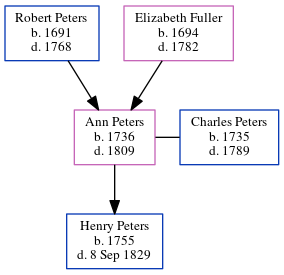 Robert Peters
b. 1691
d. 1768
Elizabeth Fuller
b. 1694
d. 1782
Ann Peters
b. 1736
d. 1809
Charles Peters
b. 1735
d. 1789
Henry Peters
b. 1755
d. 8 Sep 1829